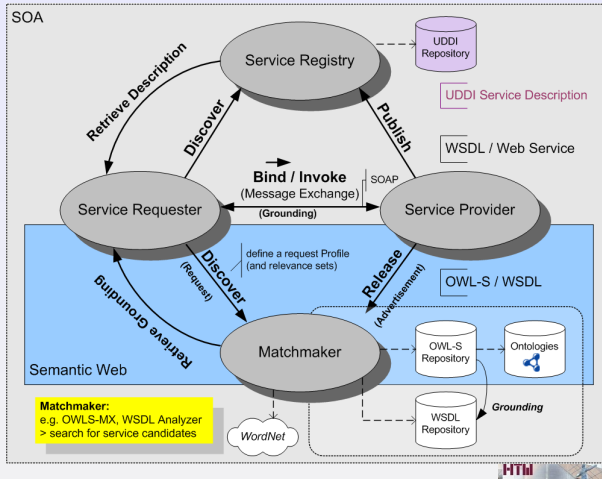 SOA
UDDI
Repository
Service Registry
Retrieve Description
Discover
Publish
UDDI Service Description
WSDL / Web Service
Bind / Invoke
(Message Exchange)
SOAP
(Grounding)
Service Requester
Service Provider
Discover
(Request)
define a request Profile
(and relevance sets)
Release
(Advertisement)
OWL-S / WSDL
Retrieve Grounding
Matchmaker
OWL-S
Repository
Ontologies
Semantic Web
Grounding
WSDL
Repository
Matchmaker:
e.g. OWLS-MX, WSDL Analyzer
> search for service candidates
WordNet
HTW